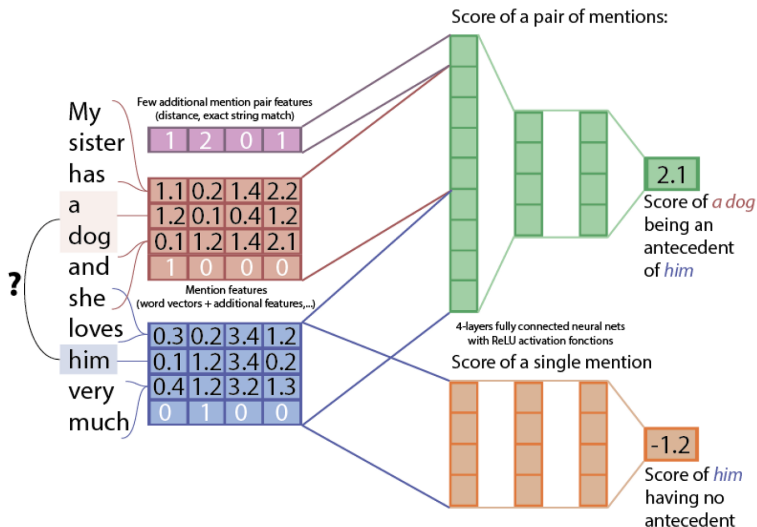 Score of a pair of mentions:
Few additional mention pair features
(distance, exact string match)
1 2 0 1
My
sister
has
a
dog
and
she
loves
him
very
much
?
1.1 0.2 1.4 2.2
1.2 0.1 0.4 1.2
0.1 1.2 1.4 2.1
1 0 0 0
Mention features
(word vectors + additional features,...)
0.3 0.2 3.4 1.2
0.1 1.2 3.4 0.2
0.4 1.2 3.2 1.3
0 1 0 0
2.1
Score of a dog
being an
antecedent
of him
4-layers fully connected neural nets
with ReLU activation fonctions
Score of a single mention
-1.2
Score of him
having no
antecedent